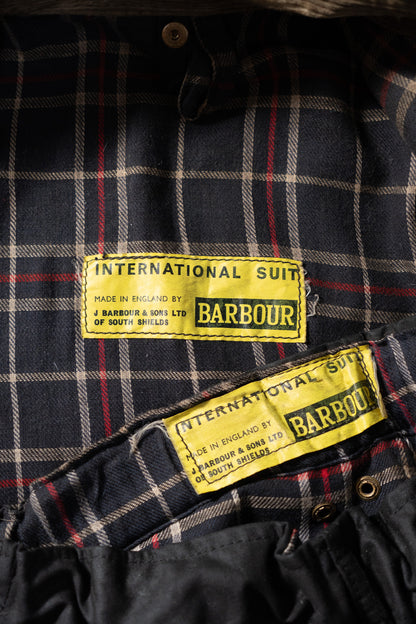 INTERNATIONAL SUIT
MADE IN ENGLAND BY
J BARBOUR & SONS LTD
OF SOUTH SHIELDS
BARBOUR
INTERNATIONAL SUIT
MADE IN ENGLAND BY
J BARBOUR & SONS LTD
OF SOUTH SHIELDS
BARBOUR